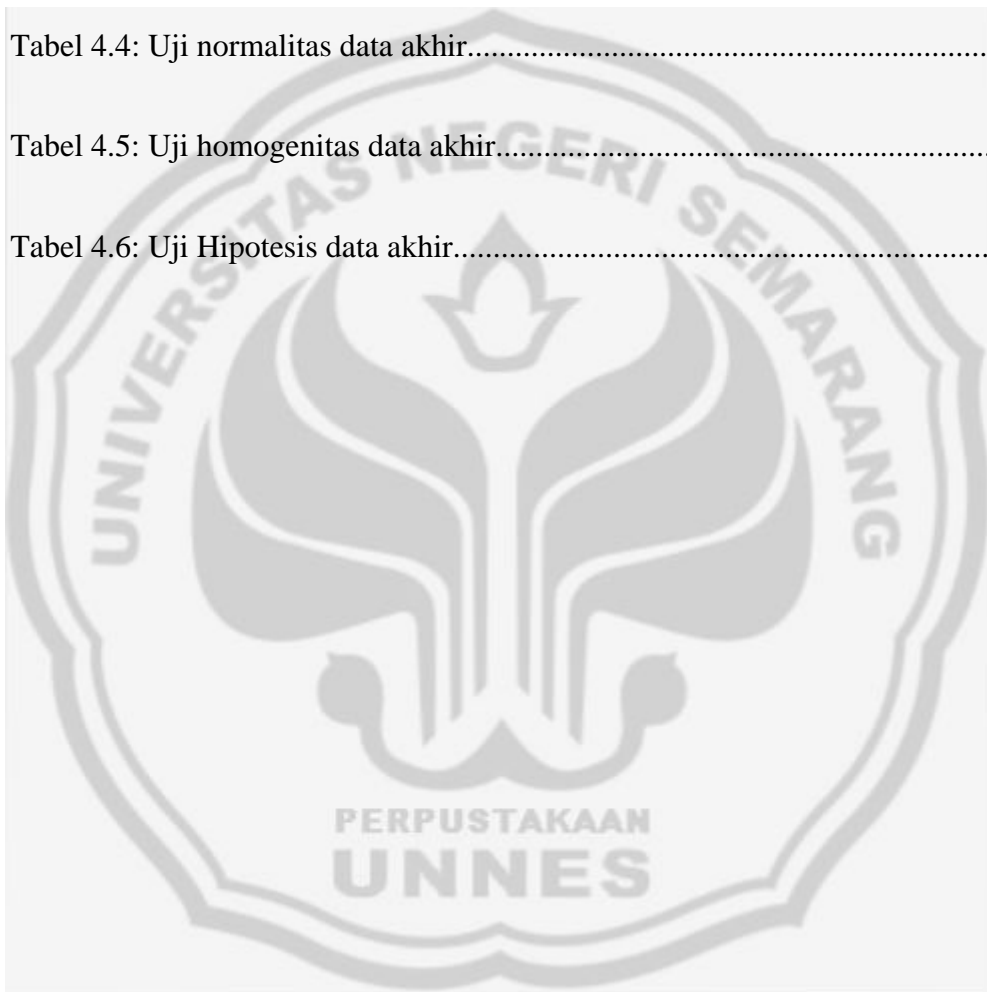 Tabel 4.4: Uji normalitas data akhir.................................................................
Tabel 4.5: Uji homogenitas data akhir.............................................................
Tabel 4.6: Uji Hipotesis data akhir...................................................................
UNIVERSITAS NEGERI SEMARANG
PERPUSTAKAAN
UNNES